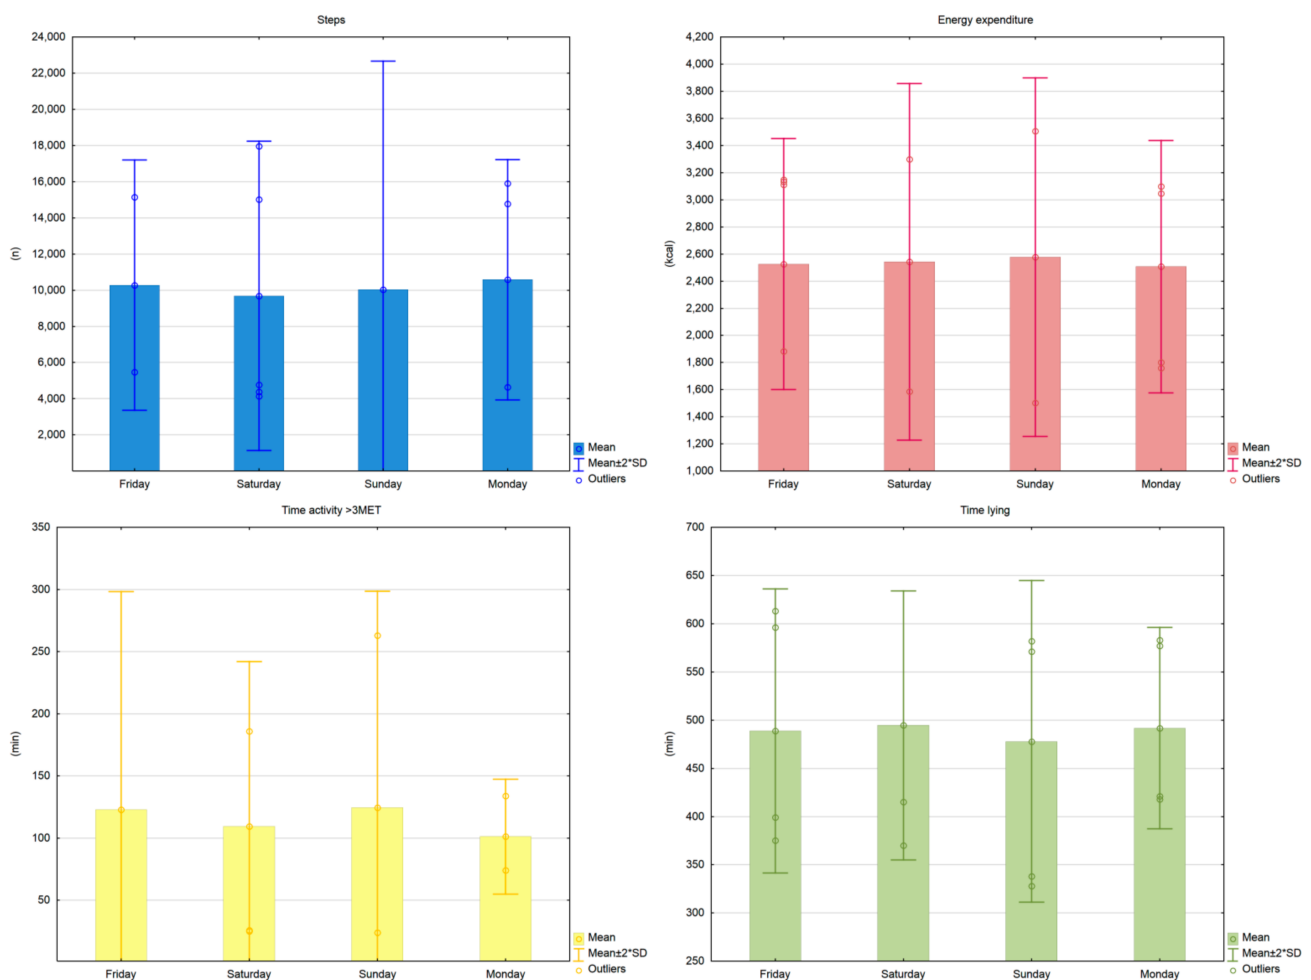 Steps
24,000
22,000
20,000
18,000
16,000
14,000
12,000
10,000
8,000
6,000
4,000
2,000
(n)
Friday Saturday Sunday Monday
Mean
Mean±2*SD
Outliers
Energy expenditure
4,200
4,000
3,800
3,600
3,400
3,200
3,000
2,800
2,600
2,400
2,200
2,000
1,800
1,600
1,400
1,200
1,000
(kcal)
Friday Saturday Sunday Monday
Mean
Mean±2*SD
Outliers
Time activity >3MET
350
300
250
200
150
100
50
(min)
Friday Saturday Sunday Monday
Mean
Mean±2*SD
Outliers
Time lying
700
650
600
550
500
450
400
350
300
250
(min)
Friday Saturday Sunday Monday
Mean
Mean±2*SD
Outliers